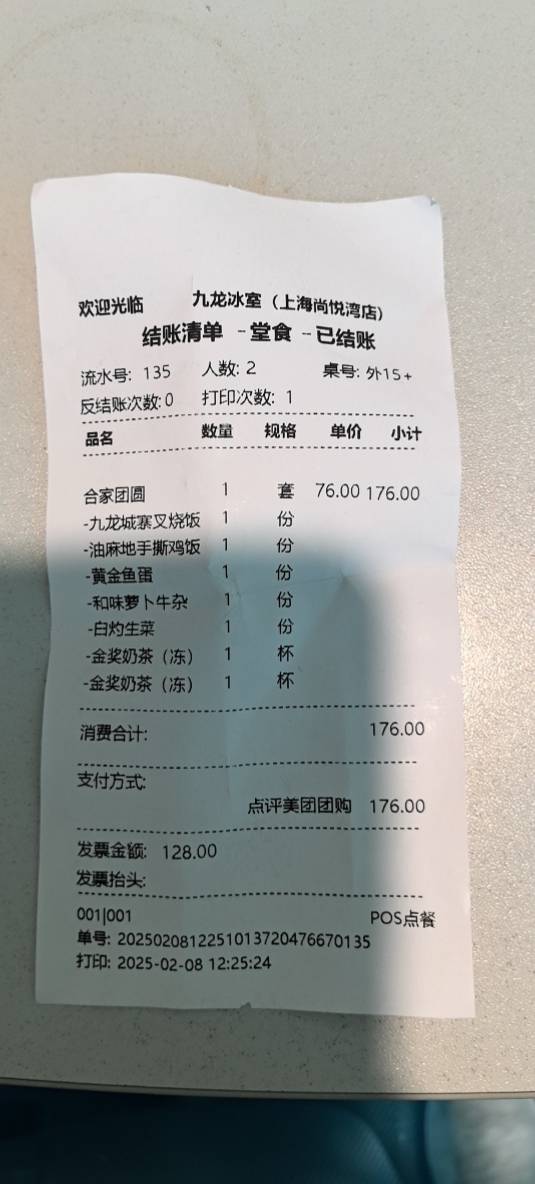 欢迎光临 九龙冰室（上海尚悦湾店）
结账清单 -堂食 -已结账
流水号: 135 人数: 2 桌号: 外15+
反结账次数: 0 打印次数: 1
品名 数量 规格 单价 小计
合家团圆 1 套 76.00 176.00
-九龙城寨叉烧饭 1 份
-油麻地手撕鸡饭 1 份
-黄金鱼蛋 1 份
-和味萝卜牛杂 1 份
-白灼生菜 1 份
-金奖奶茶（冻） 1 杯
-金奖奶茶（冻） 1 杯
消费合计: 176.00
支付方式:
点评美团团购 176.00
发票金额: 128.00
发票抬头:
001|001 POS点餐
单号: 20250208122510137204766​70135
打印: 2025-02-08 12:25:24